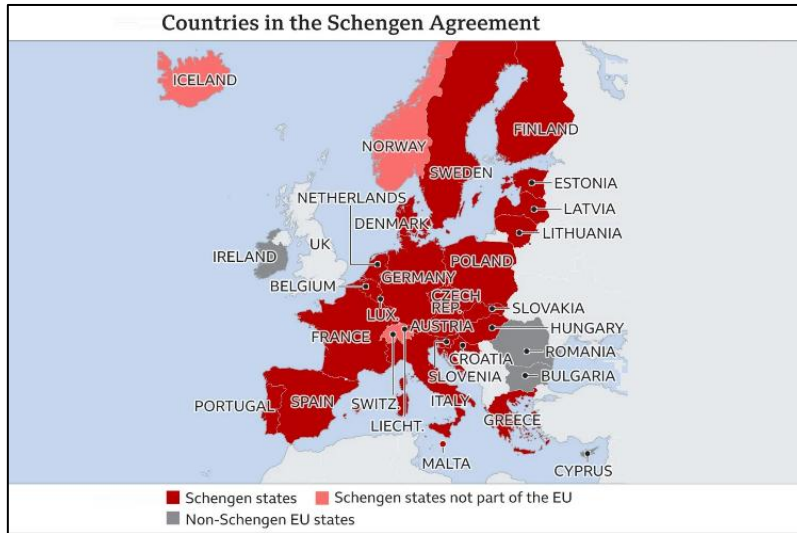 Countries in the Schengen Agreement
ICELAND
FINLAND
NORWAY
SWEDEN
ESTONIA
NETHERLANDS
LATVIA
DENMARK
LITHUANIA
UK
IRELAND
POLAND
GERMANY
BELGIUM
CZECH
REP.
SLOVAKIA
LUX.
AUSTRIA
HUNGARY
FRANCE
CROATIA
ROMANIA
SLOVENIA
BULGARIA
PORTUGAL
SPAIN
SWITZ.
ITALY
LIECHT.
GREECE
MALTA
CYPRUS
Schengen states
Schengen states not part of the EU
Non-Schengen EU states